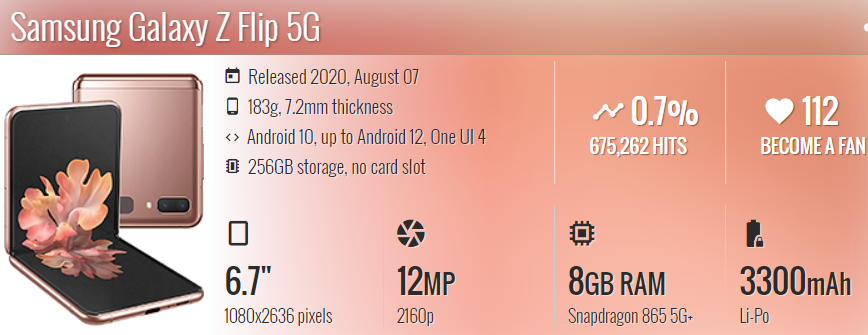 Samsung Galaxy Z Flip 5G
Released 2020, August 07
183g, 7.2mm thickness
Android 10, up to Android 12, One UI 4
256GB storage, no card slot
0.7%
675,262 HITS
112
BECOME A FAN
6.7"
1080x2636 pixels
12MP
2160p
8GB RAM
Snapdragon 865 5G+
3300mAh
Li-Po